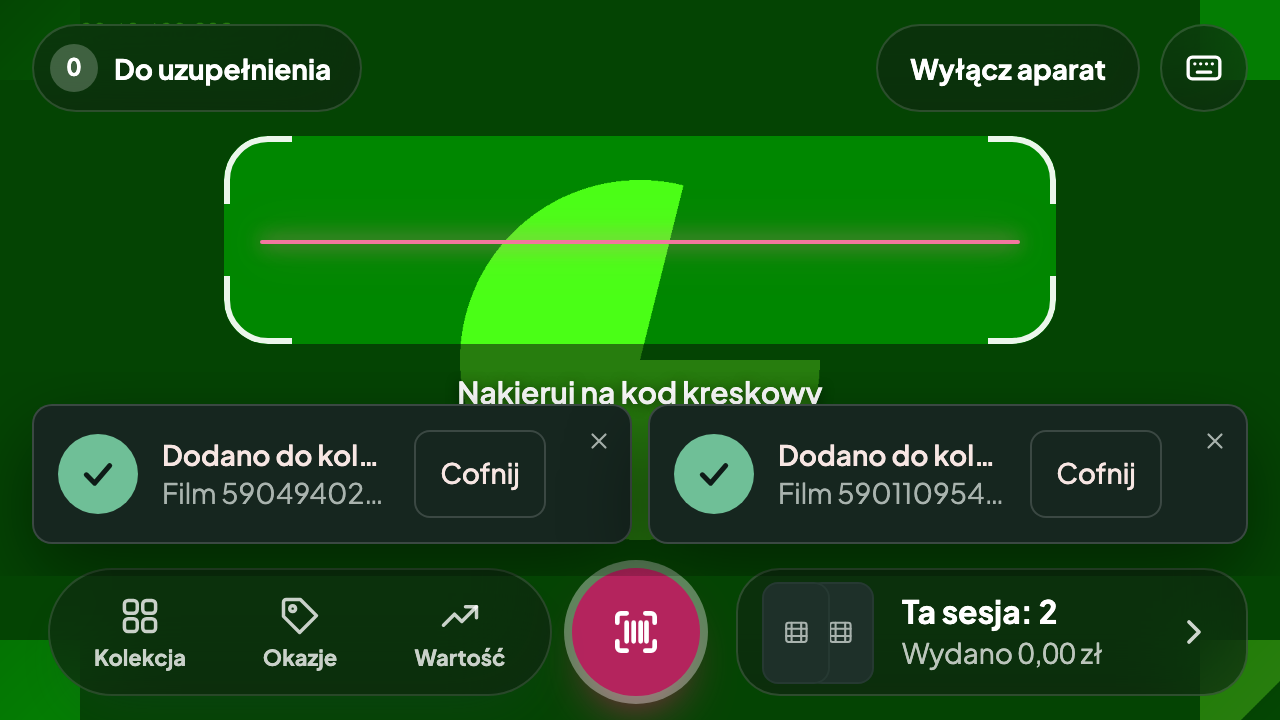 0 Do uzupełnienia
Wyłącz aparat
Nakieruj na kod kreskowy
Dodano do kol...
Film 59049402...
Cofnij
Dodano do kol...
Film 590110954...
Cofnij
Kolekcja
Okazje
Wartość
Ta sesja: 2
Wydano 0,00 zł